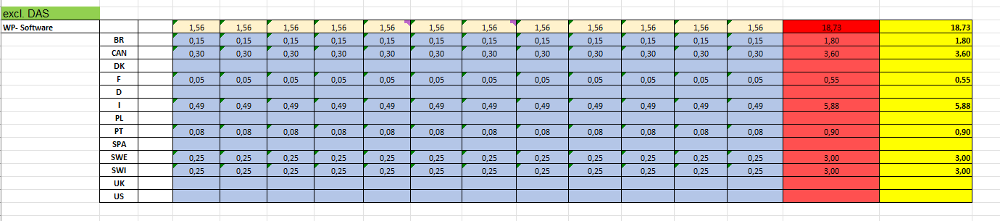 excl. DAS
WP- Software 1,56 1,56 1,56 1,56 1,56 1,56 1,56 1,56 1,56 1,56 1,56 1,56 18,73 18,73
BR 0,15 0,15 0,15 0,15 0,15 0,15 0,15 0,15 0,15 0,15 0,15 0,15 1,80 1,80
CAN 0,30 0,30 0,30 0,30 0,30 0,30 0,30 0,30 0,30 0,30 0,30 0,30 3,60 3,60
DK
F 0,05 0,05 0,05 0,05 0,05 0,05 0,05 0,05 0,05 0,05 0,05 0,05 0,55 0,55
D
I 0,49 0,49 0,49 0,49 0,49 0,49 0,49 0,49 0,49 0,49 0,49 0,49 5,88 5,88
PL
PT 0,08 0,08 0,08 0,08 0,08 0,08 0,08 0,08 0,08 0,08 0,08 0,08 0,90 0,90
SPA
SWE 0,25 0,25 0,25 0,25 0,25 0,25 0,25 0,25 0,25 0,25 0,25 0,25 3,00 3,00
SWI 0,25 0,25 0,25 0,25 0,25 0,25 0,25 0,25 0,25 0,25 0,25 0,25 3,00 3,00
UK
US